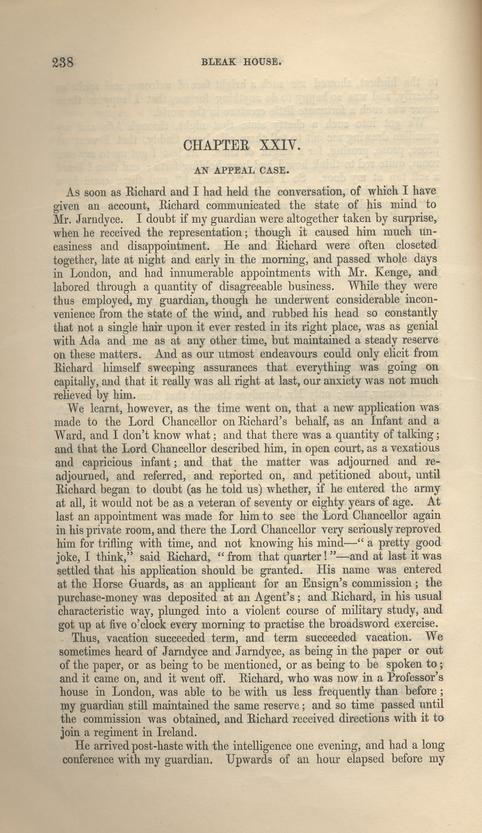 238
BLEAK HOUSE.
CHAPTER XXIV.
AN APPEAL CASE.
As soon as Richard and I had held the conversation, of which I have
given an account, Richard communicated the state of his mind to
Mr. Jarndyce. I doubt if my guardian were altogether taken by surprise,
when he received the representation; though it caused him much un-
easiness and disappointment. He and Richard were often closeted
together, late at night and early in the morning, and passed whole days
in London, and had innumerable appointments with Mr. Kenge, and
labored through a quantity of disagreeable business. While they were
thus employed, my guardian, though he underwent considerable incon-
venience from the state of the wind, and rubbed his head so constantly
that not a single hair upon it ever rested in its right place, was as genial
with Ada and me as at any other time, but maintained a steady reserve
on these matters. And as our utmost endeavours could only elicit from
Richard himself sweeping assurances that everything was going on
capitally, and that it really was all right at last, our anxiety was not much
relieved by him.
We learnt, however, as the time went on, that a new application was
made to the Lord Chancellor on Richard's behalf, as an Infant and a
Ward, and I don't know what; and that there was a quantity of talking;
and that the Lord Chancellor described him, in open court, as a vexatious
and capricious infant; and that the matter was adjourned and re-
adjourned, and referred, and reported on, and petitioned about, until
Richard began to doubt (as he told us) whether, if he entered the army
at all, it would not be as a veteran of seventy or eighty years of age. At
last an appointment was made for him to see the Lord Chancellor again
in his private room, and there the Lord Chancellor very seriously reproved
him for trifling with time, and not knowing his mind—"a pretty good
joke, I think," said Richard, "from that quarter!"—and at last it was
settled that his application should be granted. His name was entered
at the Horse Guards, as an applicant for an Ensign's commission; the
purchase-money was deposited at an Agent's; and Richard, in his usual
characteristic way, plunged into a violent course of military study, and
got up at five o'clock every morning to practise the broadsword exercise.
Thus, vacation succeeded term, and term succeeded vacation. We
sometimes heard of Jarndyce and Jarndyce, as being in the paper or out
of the paper, or as being to be mentioned, or as being to be spoken to;
and it came on, and it went off. Richard, who was now in a Professor's
house in London, was able to be with us less frequently than before;
my guardian still maintained the same reserve; and so time passed until
the commission was obtained, and Richard received directions with it to
join a regiment in Ireland.
He arrived post-haste with the intelligence one evening, and had a long
conference with my guardian. Upwards of an hour elapsed before my